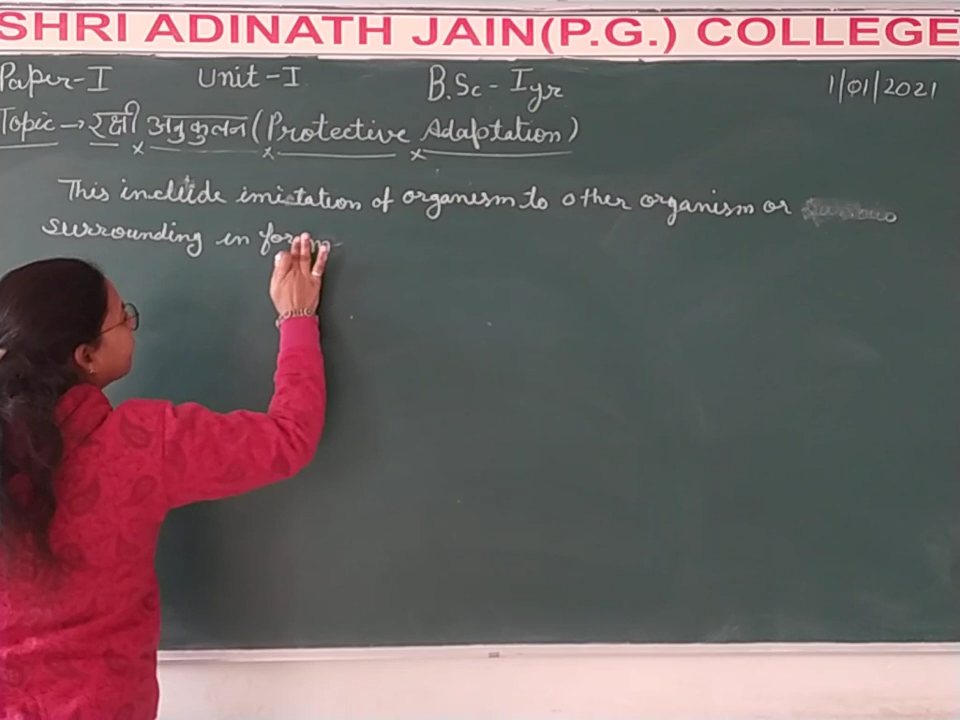 SHRI ADINATH JAIN(P.G.) COLLEGE
Paper-I Unit-I B.Sc-Iyr 1/01/2021
Topic → रक्षी अनुकुलन (Protective Adaptation)
This include imitation of organism to other organism or
surrounding in form